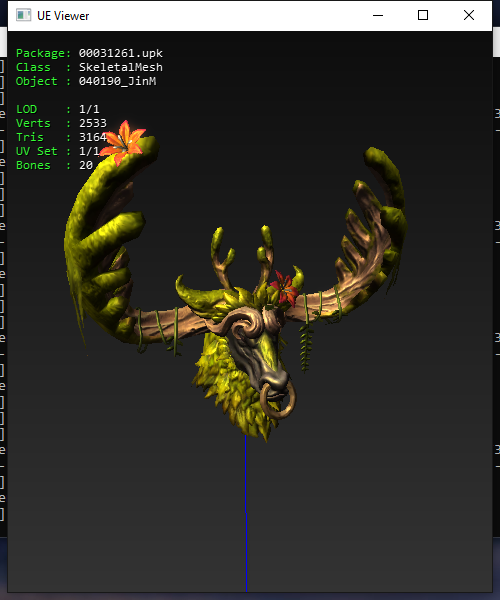 UE Viewer
Package: 00031261.upk
Class : SkeletalMesh
Object : 040190_JinM
LOD : 1/1
Verts : 2533
Tris : 3164
UV Set : 1/1
Bones : 20